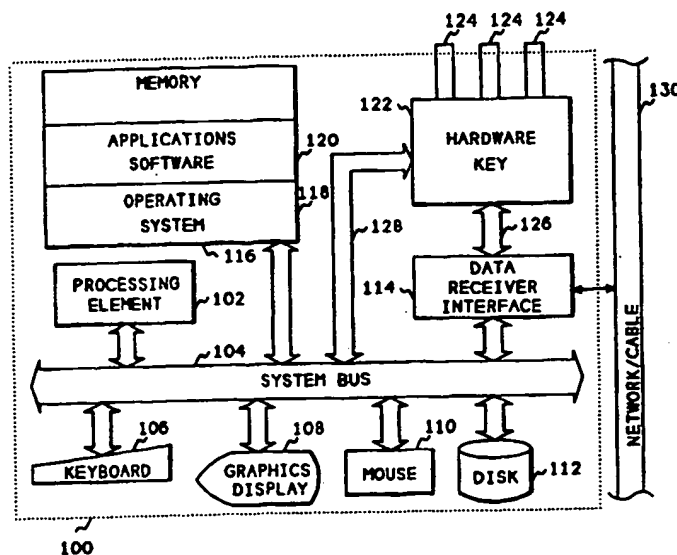 124 124 124
MEMORY
122
130
APPLICATIONS
SOFTWARE
120
HARDWARE
KEY
OPERATING
SYSTEM
118
116
128
126
PROCESSING
ELEMENT
102
114
DATA
RECEIVER
INTERFACE
104
SYSTEM BUS
NETWORK/CABLE
106
KEYBOARD
108
GRAPHICS
DISPLAY
110
MOUSE
DISK
112
100